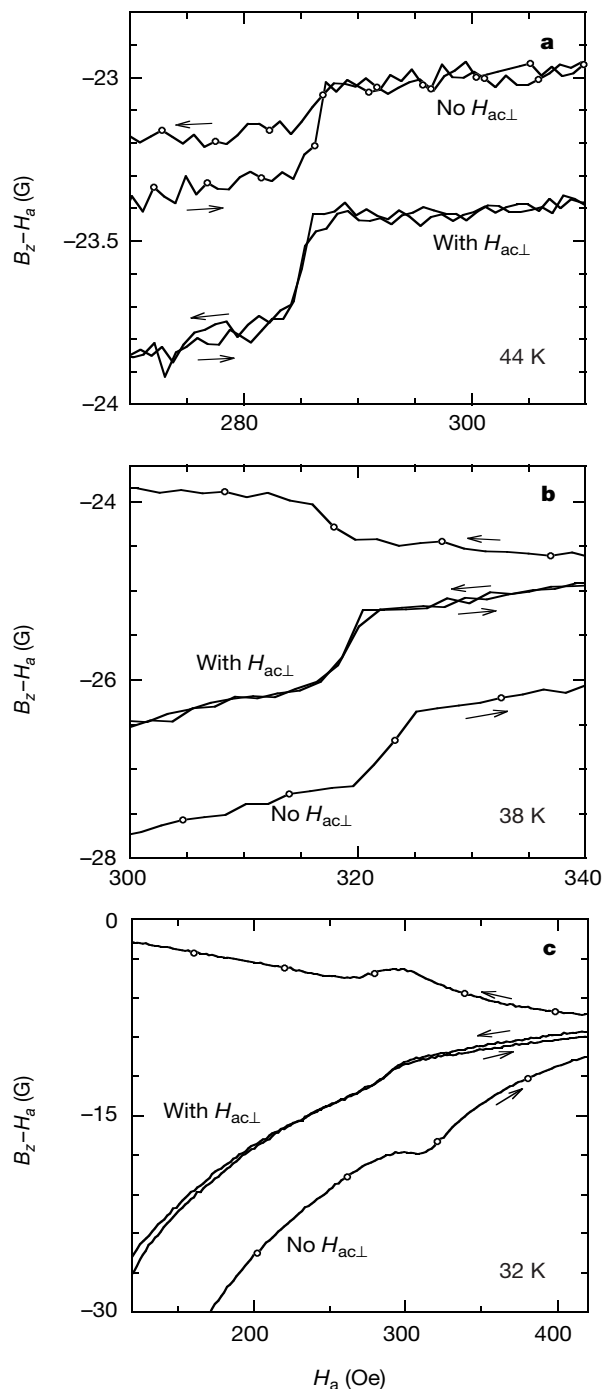 a
−23
−23.5
−24
B_z–H_a (G)
No H_ac⊥
With H_ac⊥
44 K
280
300
b
−24
−26
−28
B_z–H_a (G)
With H_ac⊥
No H_ac⊥
38 K
300
320
340
c
0
−15
−30
B_z–H_a (G)
With H_ac⊥
No H_ac⊥
32 K
200
300
400
H_a (Oe)